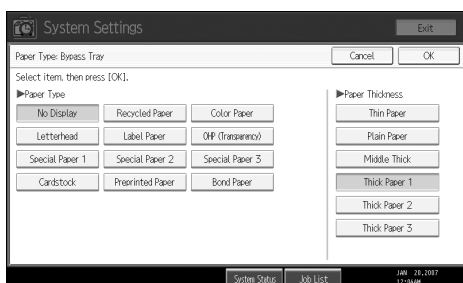 System Settings
Exit
Paper Type: Bypass Tray
Cancel
OK
Select item, then press [OK].
▶Paper Type
No Display
Recycled Paper
Color Paper
Letterhead
Label Paper
OHP (Transparency)
Special Paper 1
Special Paper 2
Special Paper 3
Cardstock
Preprinted Paper
Bond Paper
▶Paper Thickness
Thin Paper
Plain Paper
Middle Thick
Thick Paper 1
Thick Paper 2
Thick Paper 3
System Status
Job List
JAN 20,2007
12:06AM